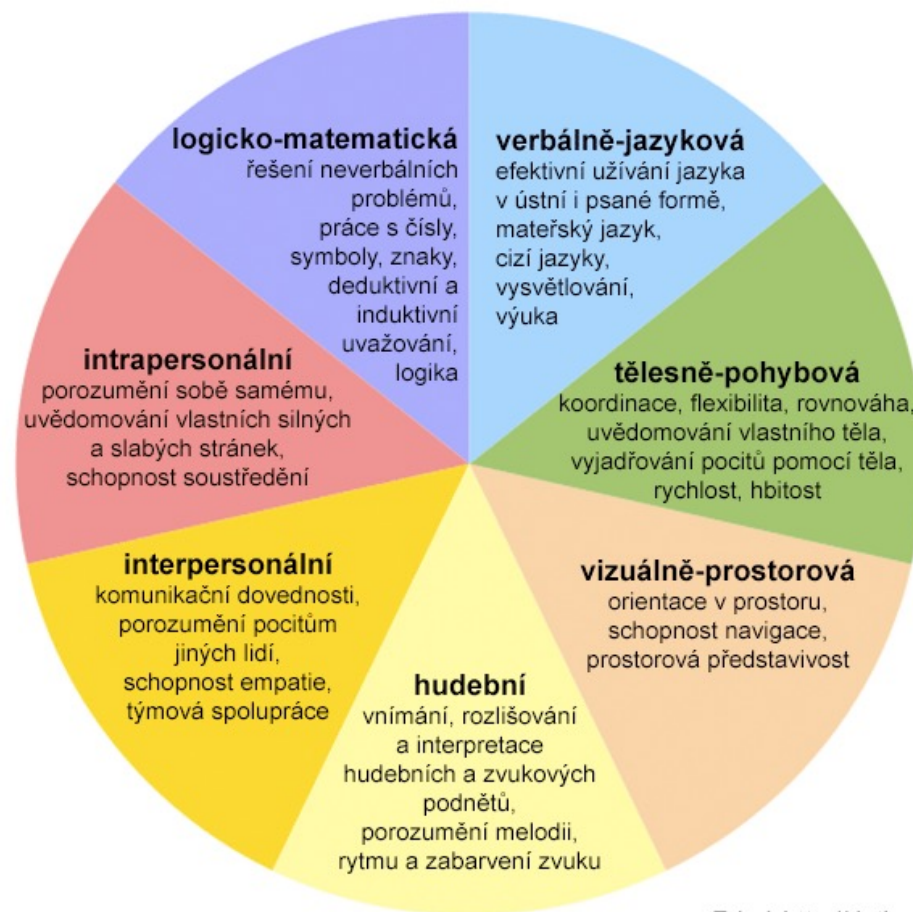 logicko-matematická
řešení neverbálních
problémů,
práce s čísly,
symboly, znaky,
deduktivní a
induktivní
uvažování,
logika
verbálně-jazyková
efektivní užívání jazyka
v ústní i psané formě,
mateřský jazyk,
cizí jazyky,
vysvětlování,
výuka
intrapersonální
porozumění sobě samému,
uvědomování vlastních silných
a slabých stránek,
schopnost soustředění
tělesně-pohybová
koordinace, flexibilita, rovnováha,
uvědomování vlastního těla,
vyjadřování pocitů pomocí těla,
rychlost, hbitost
interpersonální
komunikační dovednosti,
porozumění pocitům
jiných lidí,
schopnost empatie,
týmová spolupráce
vizuálně-prostorová
orientace v prostoru,
schopnost navigace,
prostorová představivost
hudební
vnímání, rozlišování
a interpretace
hudebních a zvukových
podnětů,
porozumění melodii,
rytmu a zabarvení zvuku